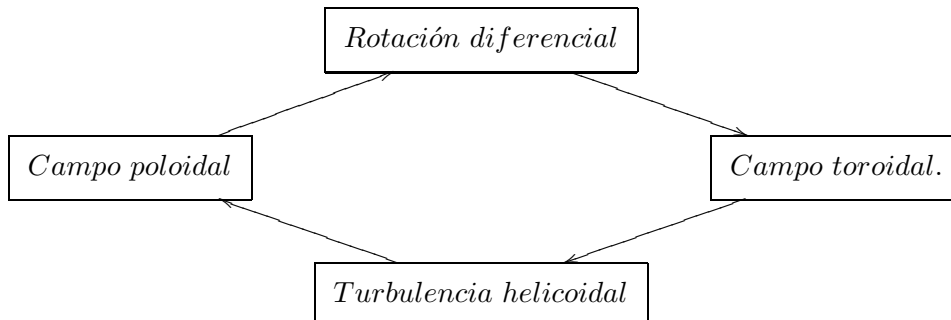 Rotación diferencial
Campo poloidal
Campo toroidal.
Turbulencia helicoidal